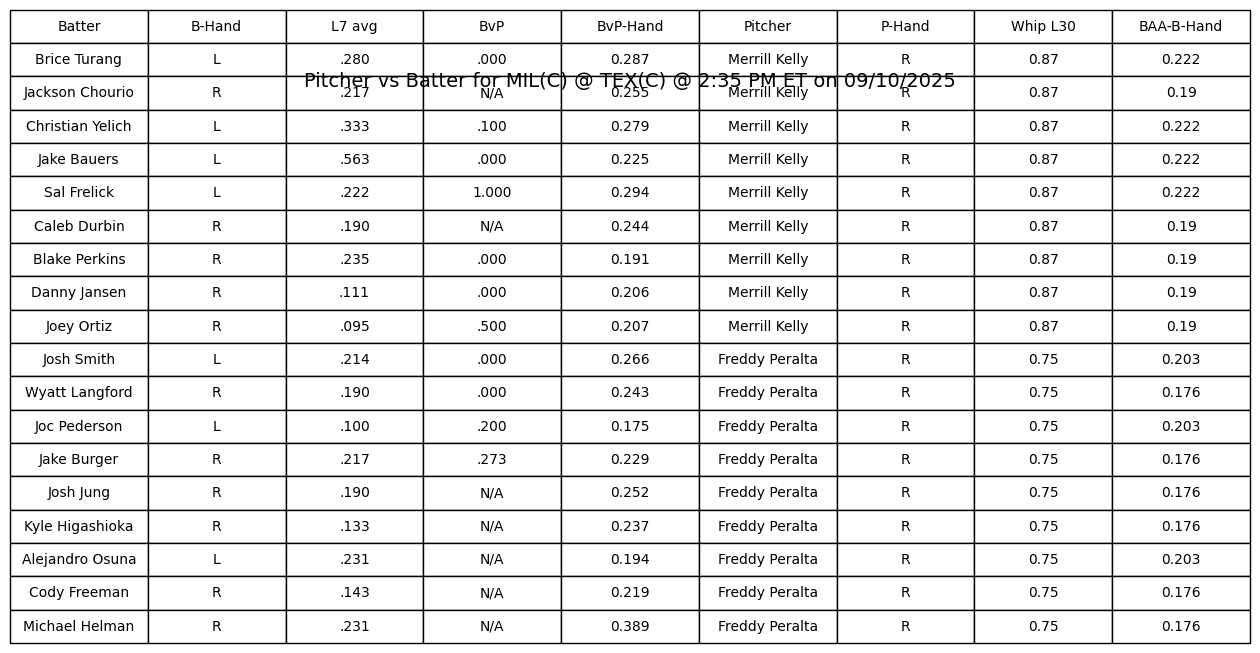 Batter B-Hand L7 avg BvP BvP-Hand Pitcher P-Hand Whip L30 BAA-B-Hand
Brice Turang L .280 .000 0.287 Merrill Kelly R 0.87 0.222
Pitcher vs Batter for MIL(C) @ TEX(C) @ 2:35 PM ET on 09/10/2025
Jackson Chourio R .217 N/A 0.255 Merrill Kelly R 0.87 0.19
Christian Yelich L .333 .100 0.279 Merrill Kelly R 0.87 0.222
Jake Bauers L .563 .000 0.225 Merrill Kelly R 0.87 0.222
Sal Frelick L .222 1.000 0.294 Merrill Kelly R 0.87 0.222
Caleb Durbin R .190 N/A 0.244 Merrill Kelly R 0.87 0.19
Blake Perkins R .235 .000 0.191 Merrill Kelly R 0.87 0.19
Danny Jansen R .111 .000 0.206 Merrill Kelly R 0.87 0.19
Joey Ortiz R .095 .500 0.207 Merrill Kelly R 0.87 0.19
Josh Smith L .214 .000 0.266 Freddy Peralta R 0.75 0.203
Wyatt Langford R .190 .000 0.243 Freddy Peralta R 0.75 0.176
Joc Pederson L .100 .200 0.175 Freddy Peralta R 0.75 0.203
Jake Burger R .217 .273 0.229 Freddy Peralta R 0.75 0.176
Josh Jung R .190 N/A 0.252 Freddy Peralta R 0.75 0.176
Kyle Higashioka R .133 N/A 0.237 Freddy Peralta R 0.75 0.176
Alejandro Osuna L .231 N/A 0.194 Freddy Peralta R 0.75 0.203
Cody Freeman R .143 N/A 0.219 Freddy Peralta R 0.75 0.176
Michael Helman R .231 N/A 0.389 Freddy Peralta R 0.75 0.176